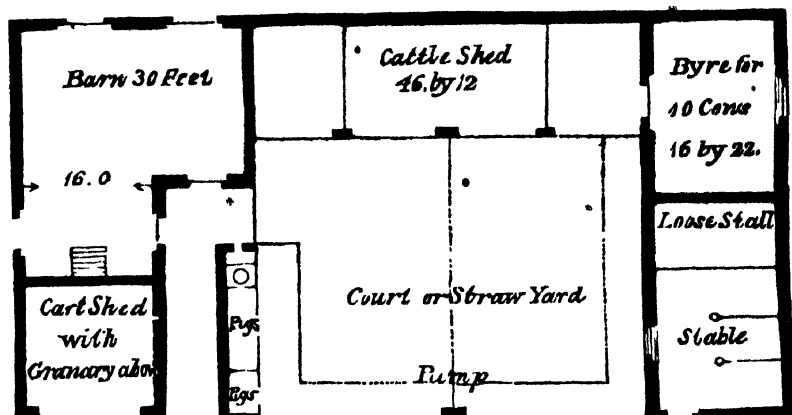 Barn 30 Feet
16.0
Cart Shed
with
Granary above
Cattle Shed
46. by 12
Court or Straw Yard
Pump
Pigs
Pigs
Byre for
10 Cows
16 by 22.
Loose Stall
Stable